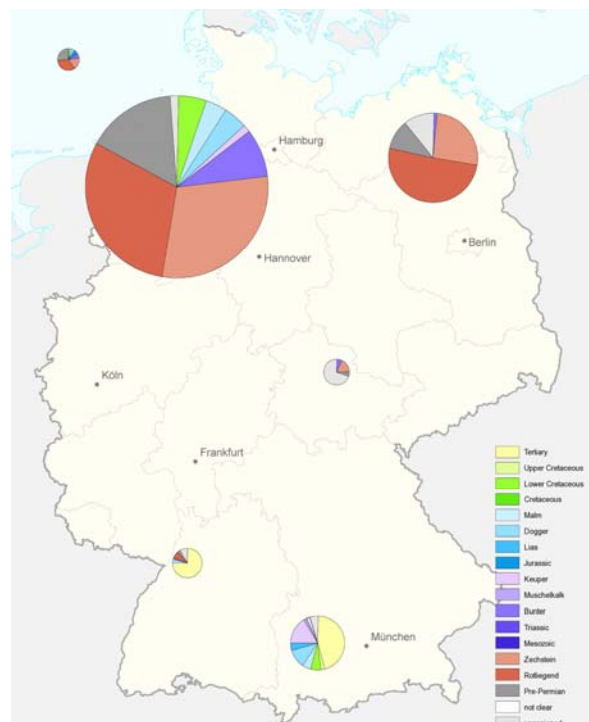 Hamburg
Berlin
Hannover
Köln
Frankfurt
München
Tertiary
Upper Cretaceous
Lower Cretaceous
Cretaceous
Malm
Dogger
Lias
Jurassic
Keuper
Muschelkalk
Bunter
Triassic
Mesozoic
Zechstein
Rotliegend
Pre-Permian
not clear